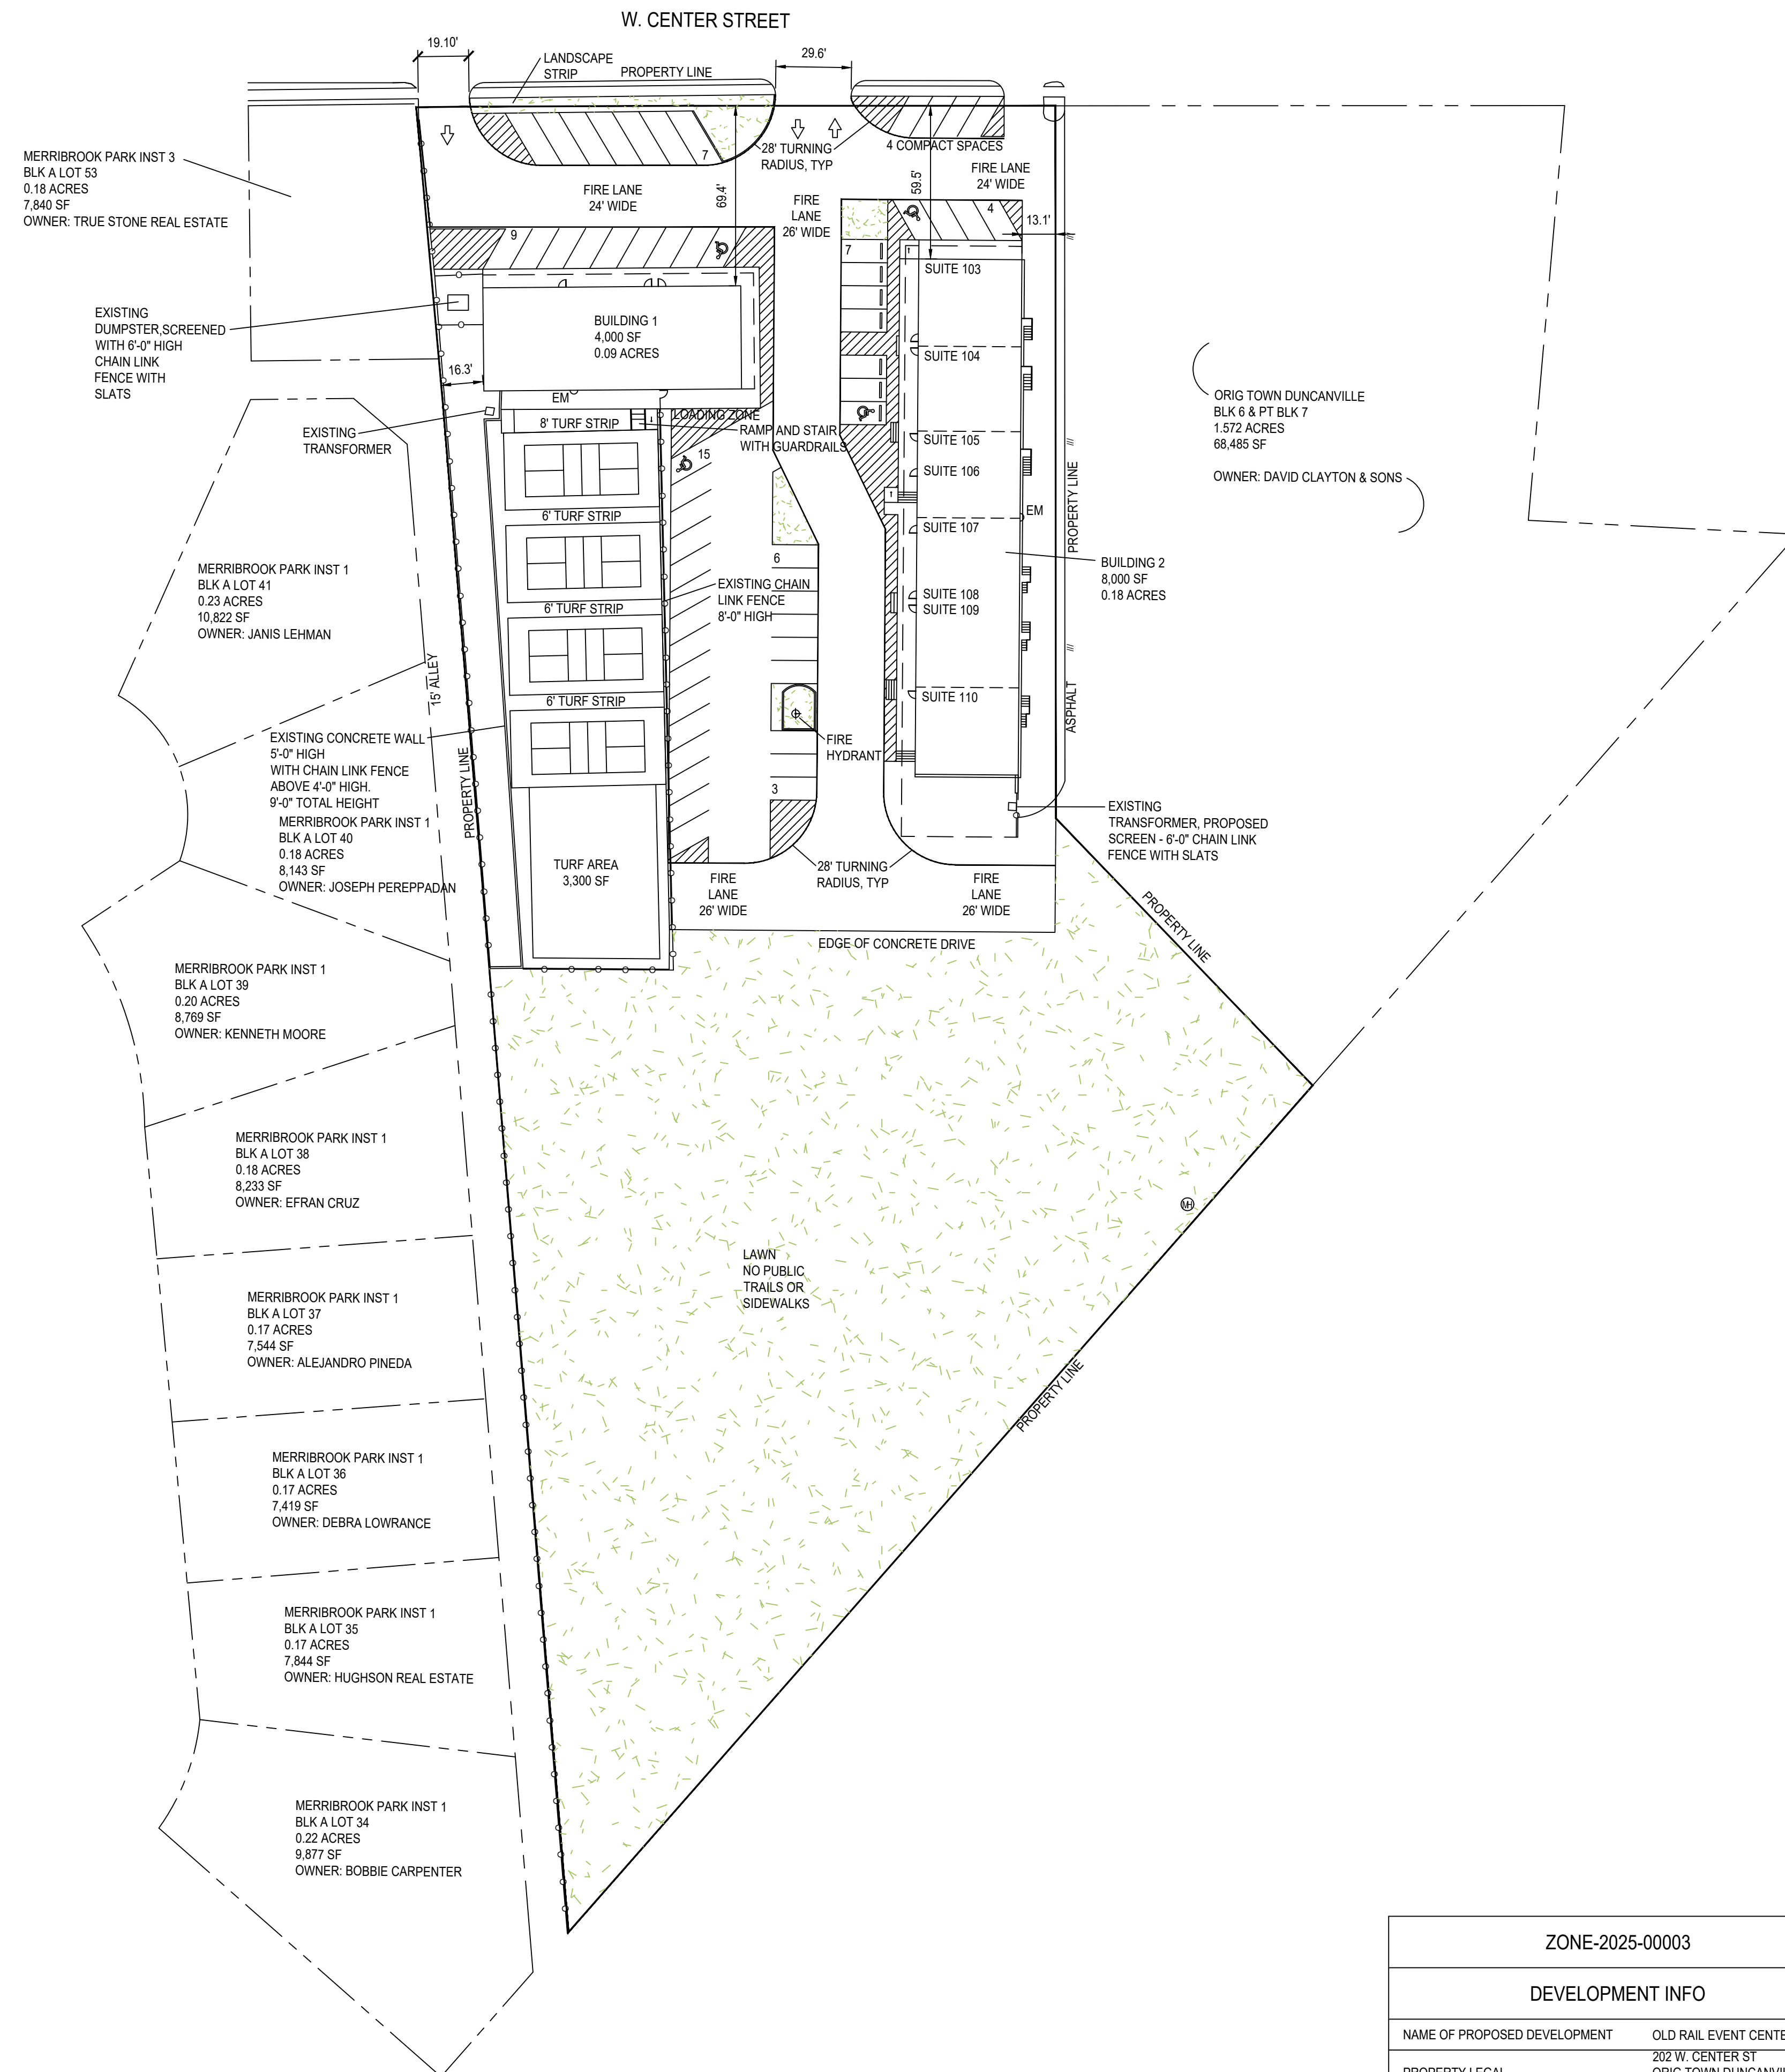 W. CENTER STREET
19.10'
LANDSCAPE
STRIP
PROPERTY LINE
29.6'
7
28' TURNING
RADIUS, TYP
4 COMPACT SPACES
MERRIBROOK PARK INST 3
BLK A LOT 53
0.18 ACRES
7,840 SF
OWNER: TRUE STONE REAL ESTATE
FIRE LANE
24' WIDE
69.4'
FIRE
LANE
26' WIDE
59.5'
FIRE LANE
24' WIDE
4
13.1'
9
7
SUITE 103
EXISTING
DUMPSTER,SCREENED
WITH 6'-0" HIGH
CHAIN LINK
FENCE WITH
SLATS
BUILDING 1
4,000 SF
0.09 ACRES
SUITE 104
16.3'
EM
8' TURF STRIP
LOADING ZONE
RAMP AND STAIR
WITH GUARDRAILS
EXISTING
TRANSFORMER
15
SUITE 105
SUITE 106
ORIG TOWN DUNCANVILLE
BLK 6 & PT BLK 7
1.572 ACRES
68,485 SF
OWNER: DAVID CLAYTON & SONS
PROPERTY LINE
EM
6' TURF STRIP
SUITE 107
6
BUILDING 2
8,000 SF
0.18 ACRES
MERRIBROOK PARK INST 1
BLK A LOT 41
0.23 ACRES
10,822 SF
OWNER: JANIS LEHMAN
EXISTING CHAIN
LINK FENCE
8'-0" HIGH
SUITE 108
SUITE 109
6' TURF STRIP
15' ALLEY
6' TURF STRIP
SUITE 110
ASPHALT
EXISTING CONCRETE WALL
5'-0" HIGH
WITH CHAIN LINK FENCE
ABOVE 4'-0" HIGH.
9'-0" TOTAL HEIGHT
PROPERTY LINE
FIRE
HYDRANT
3
EXISTING
TRANSFORMER, PROPOSED
SCREEN - 6'-0" CHAIN LINK
FENCE WITH SLATS
MERRIBROOK PARK INST 1
BLK A LOT 40
0.18 ACRES
8,143 SF
OWNER: JOSEPH PEREPPADAN
TURF AREA
3,300 SF
FIRE
LANE
26' WIDE
28' TURNING
RADIUS, TYP
FIRE
LANE
26' WIDE
PROPERTY LINE
EDGE OF CONCRETE DRIVE
MERRIBROOK PARK INST 1
BLK A LOT 39
0.20 ACRES
8,769 SF
OWNER: KENNETH MOORE
MERRIBROOK PARK INST 1
BLK A LOT 38
0.18 ACRES
8,233 SF
OWNER: EFRAN CRUZ
MH
LAWN
NO PUBLIC
TRAILS OR
SIDEWALKS
MERRIBROOK PARK INST 1
BLK A LOT 37
0.17 ACRES
7,544 SF
OWNER: ALEJANDRO PINEDA
PROPERTY LINE
MERRIBROOK PARK INST 1
BLK A LOT 36
0.17 ACRES
7,419 SF
OWNER: DEBRA LOWRANCE
MERRIBROOK PARK INST 1
BLK A LOT 35
0.17 ACRES
7,844 SF
OWNER: HUGHSON REAL ESTATE
MERRIBROOK PARK INST 1
BLK A LOT 34
0.22 ACRES
9,877 SF
OWNER: BOBBIE CARPENTER
ZONE-2025-00003
DEVELOPMENT INFO
NAME OF PROPOSED DEVELOPMENT
OLD RAIL EVENT
202 W. CENTER ST
PROPERTY LEGAL
ORIG TOWN